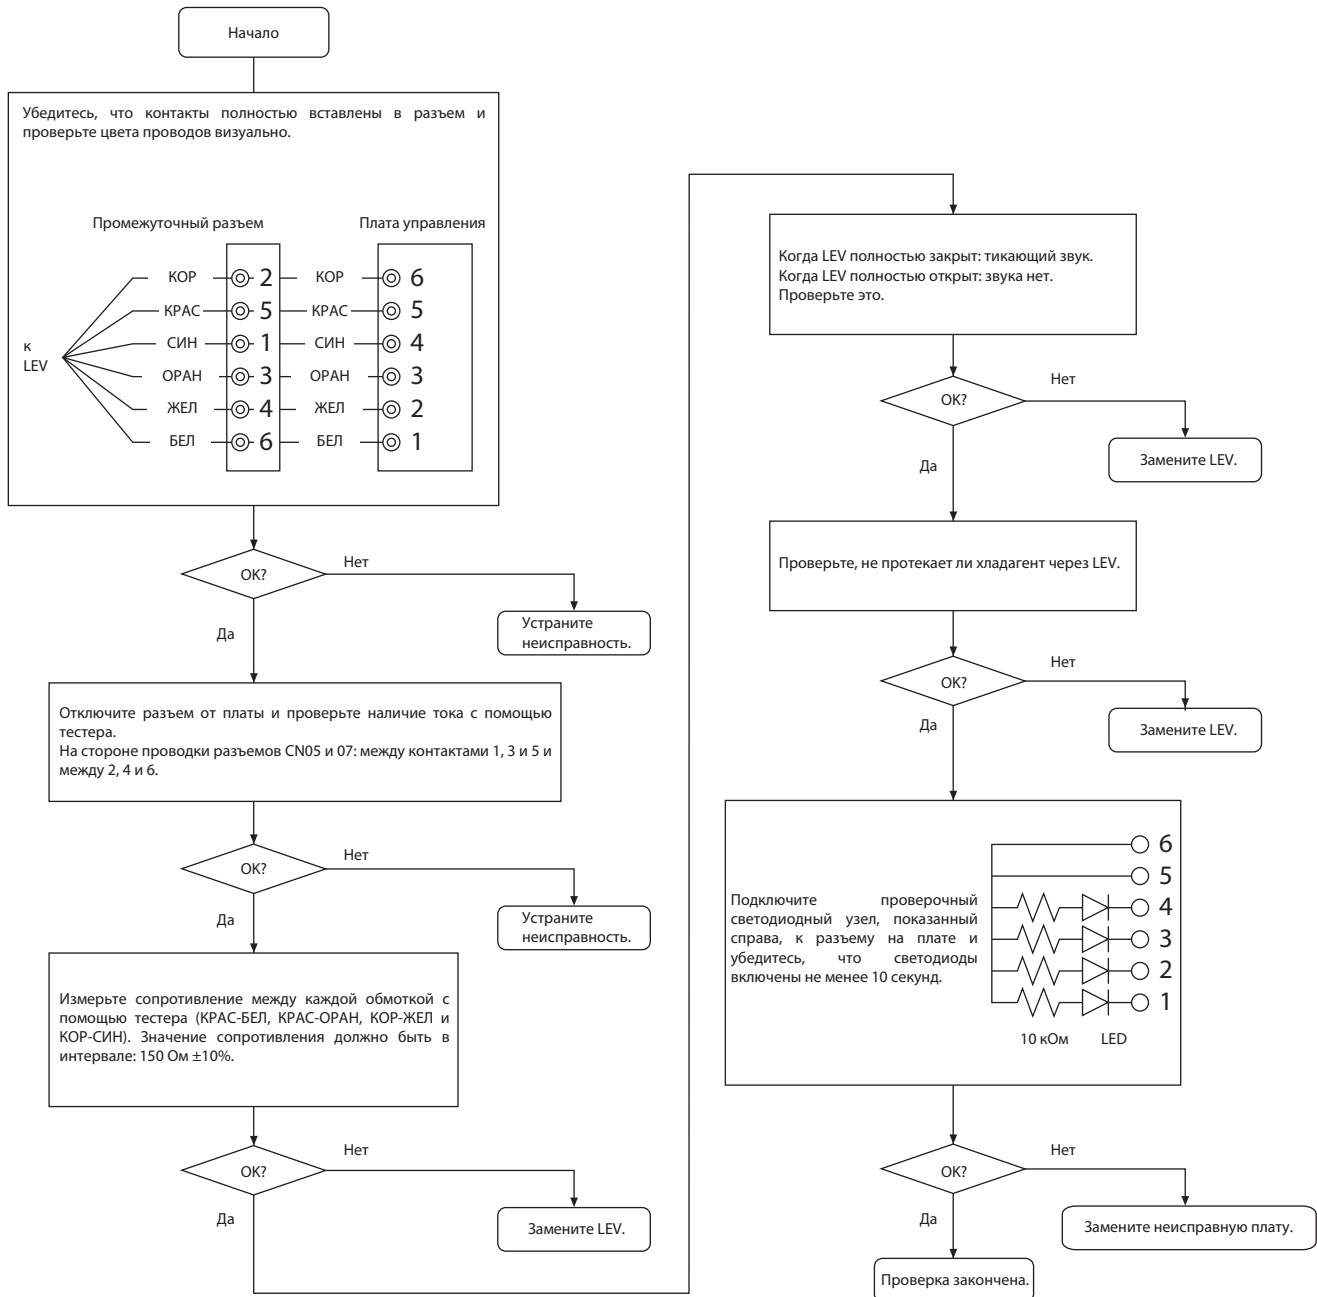 Начало
Убедитесь, что контакты полностью вставлены в разъем и
проверьте цвета проводов визуально.
Промежуточный разъем
Плата управления
к
LEV
КОР 2 КОР 6
КРАС 5 КРАС 5
СИН 1 СИН 4
ОРАН 3 ОРАН 3
ЖЕЛ 4 ЖЕЛ 2
БЕЛ 6 БЕЛ 1
OK?
Нет
Да
Устраните
неисправность.
Отключите разъем от платы и проверьте наличие тока с помощью
тестера.
На стороне проводки разъемов CN05 и 07: между контактами 1, 3 и 5 и
между 2, 4 и 6.
OK?
Нет
Да
Устраните
неисправность.
Измерьте сопротивление между каждой обмоткой с
помощью тестера (КРАС-БЕЛ, КРАС-ОРАН, КОР-ЖЕЛ и
КОР-СИН). Значение сопротивления должно быть в
интервале: 150 Ом ±10%.
OK?
Нет
Да
Замените LEV.
Когда LEV полностью закрыт: тикающий звук.
Когда LEV полностью открыт: звука нет.
Проверьте это.
OK?
Нет
Да
Замените LEV.
Проверьте, не протекает ли хладагент через LEV.
OK?
Нет
Да
Замените LEV.
Подключите проверочный
светодиодный узел, показанный
справа, к разъему на плате и
убедитесь, что светодиоды
включены не менее 10 секунд.
6
5
4
3
2
1
10 кОм
LED
OK?
Нет
Да
Замените неисправную плату.
Проверка закончена.